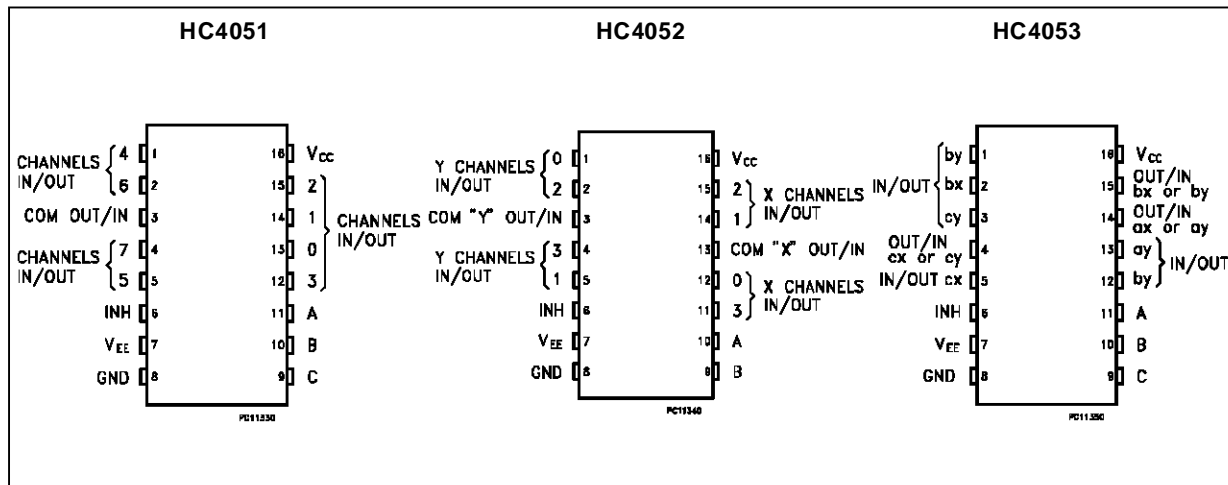 HC4051
CHANNELS IN/OUT
4 1
6 2
COM OUT/IN 3
CHANNELS IN/OUT
7 4
5 5
INH 6
VEE 7
GND 8
16 VCC
15 2
14 1
13 0
12 3
CHANNELS IN/OUT
11 A
10 B
9 C
PC11330
HC4052
Y CHANNELS IN/OUT
0 1
2 2
COM "Y" OUT/IN 3
Y CHANNELS IN/OUT
3 4
1 5
INH 6
VEE 7
GND 8
16 VCC
15 2
14 1
X CHANNELS IN/OUT
13 COM "X" OUT/IN
12 0
11 3
X CHANNELS IN/OUT
10 A
9 B
PC11340
HC4053
IN/OUT
by 1
bx 2
cy 3
OUT/IN
cx or cy 4
IN/OUT cx 5
INH 6
VEE 7
GND 8
16 VCC
15 OUT/IN
bx or by
14 OUT/IN
ax or ay
13 ay
12 by
IN/OUT
11 A
10 B
9 C
PC11350